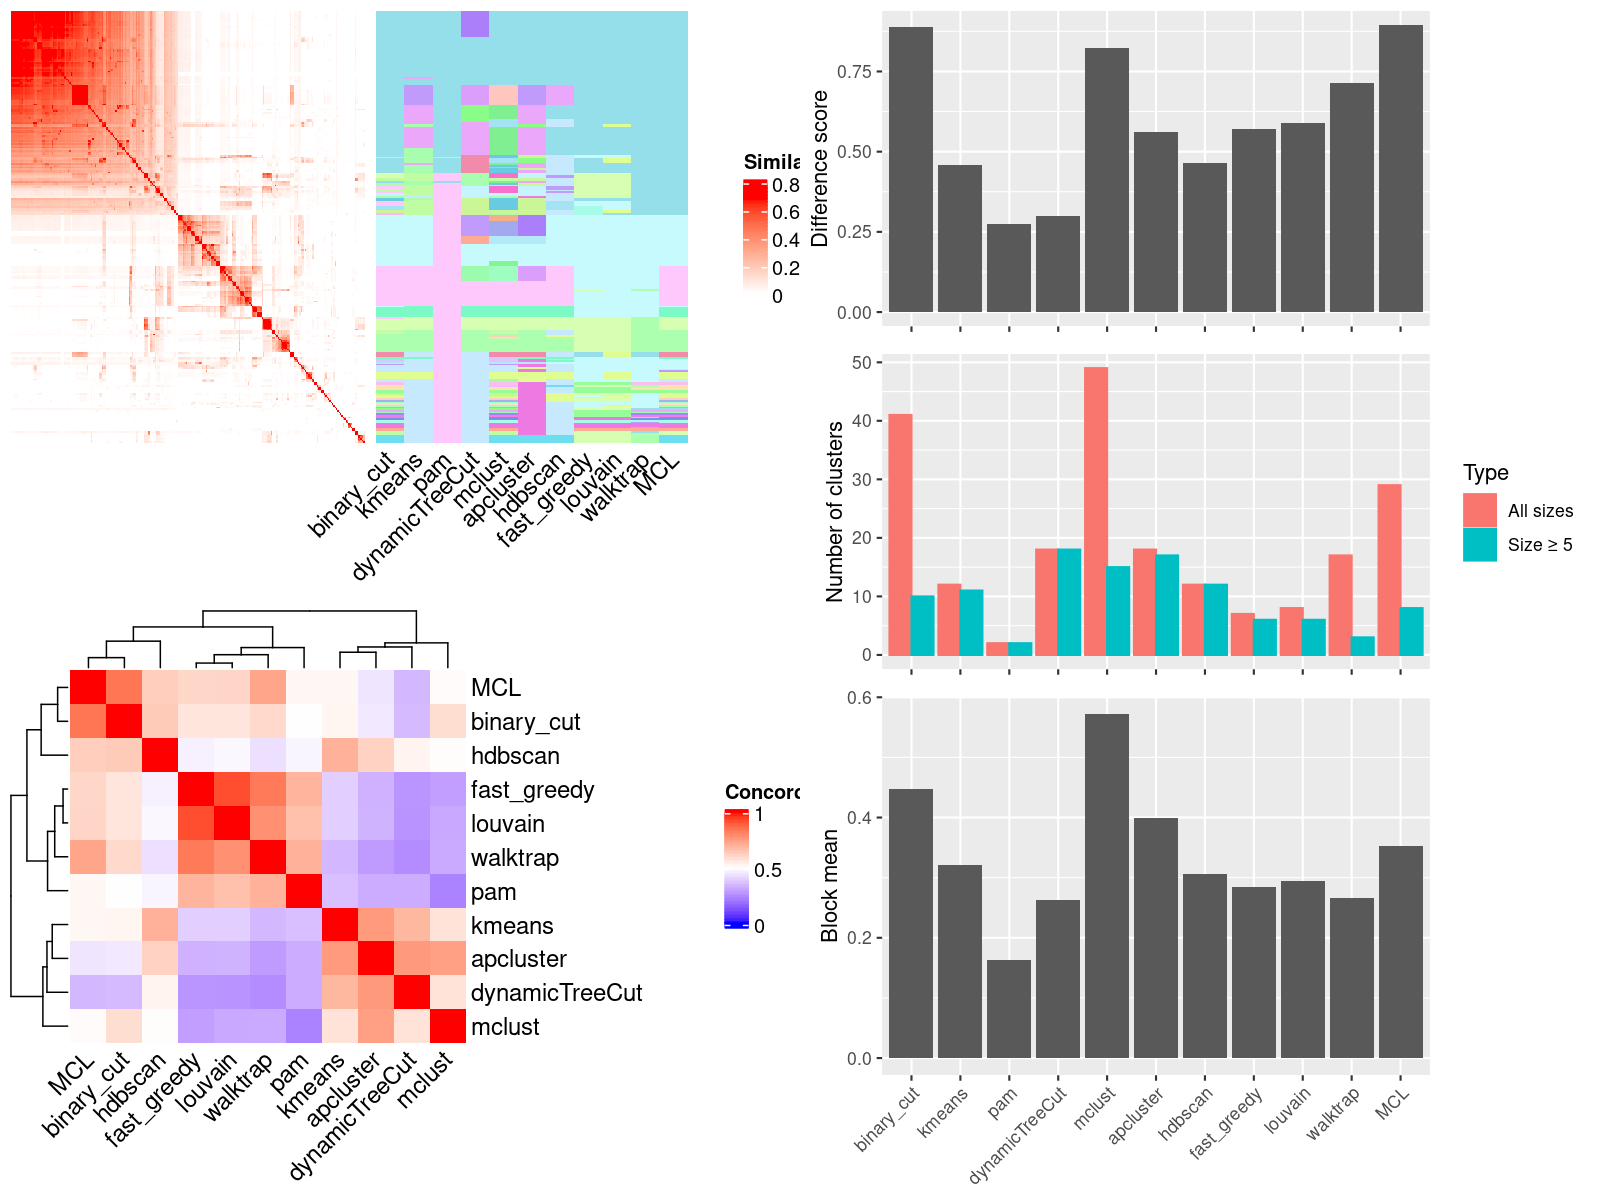 Simila
0.8
0.6
0.4
0.2
0
binary_cut
kmeans
pam
dynamicTreeCut
mclust
apcluster
hdbscan
fast_greedy
louvain
walktrap
MCL
Difference score
0.75
0.50
0.25
0.00
Number of clusters
50
40
30
20
10
0
Type
All sizes
Size ≥ 5
Block mean
0.6
0.4
0.2
0.0
binary_cut
kmeans
pam
dynamicTreeCut
mclust
apcluster
hdbscan
fast_greedy
louvain
walktrap
MCL
MCL
binary_cut
hdbscan
fast_greedy
louvain
walktrap
pam
kmeans
apcluster
dynamicTreeCut
mclust
MCL
binary_cut
hdbscan
fast_greedy
louvain
walktrap
pam
kmeans
apcluster
dynamicTreeCut
mclust
Concord
1
0.5
0